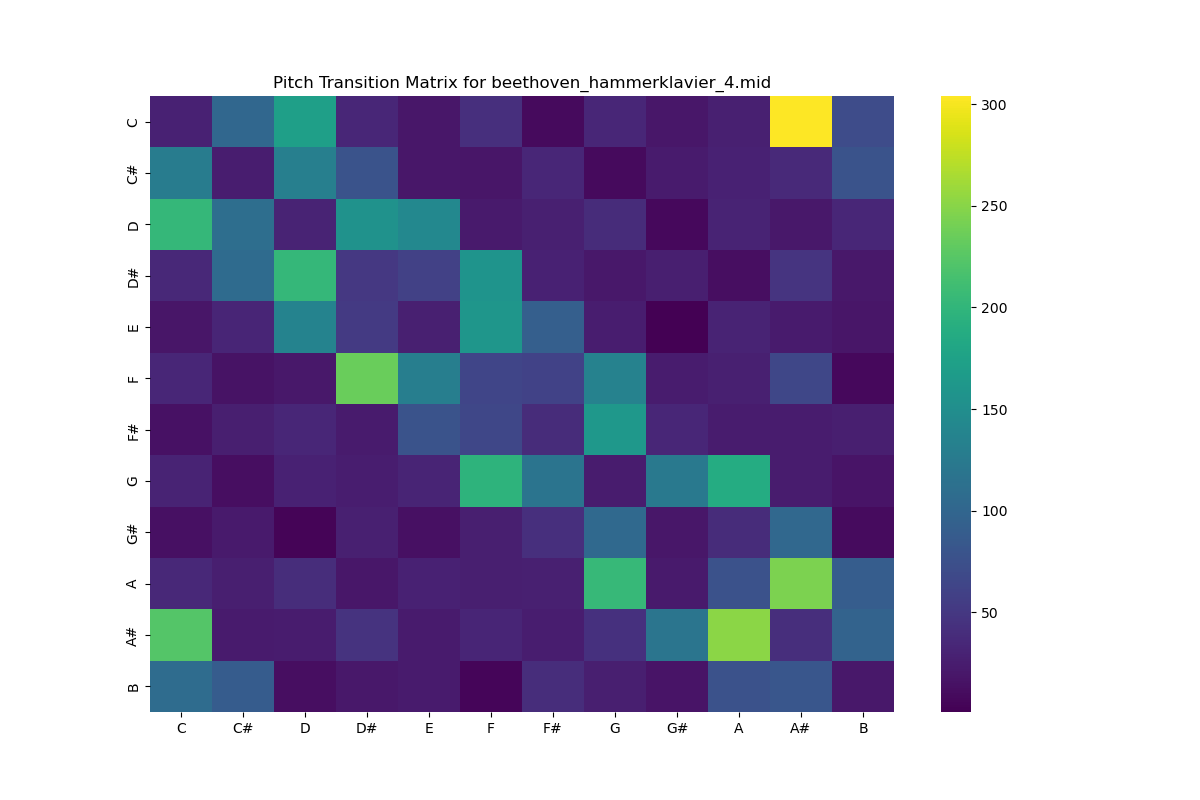 Pitch Transition Matrix for beethoven_hammerklavier_4.mid
C
C#
D
D#
E
F
F#
G
G#
A
A#
B
C C# D D# E F F# G G# A A# B
300
250
200
150
100
50